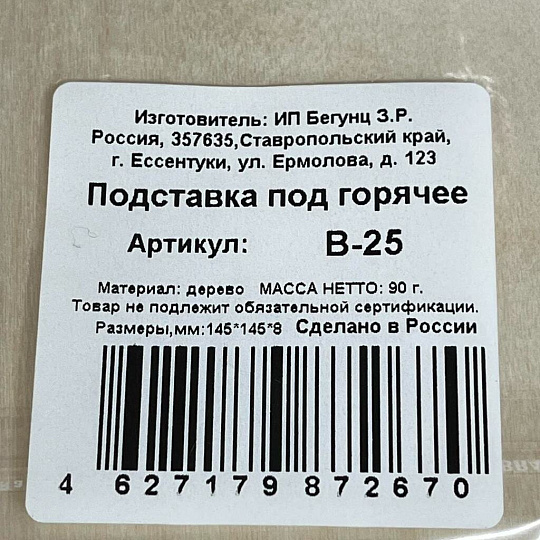 Изготовитель: ИП Бегунц З.Р.
Россия, 357635,Ставропольский край,
г. Ессентуки, ул. Ермолова, д. 123
Подставка под горячее
Артикул: В-25
Материал: дерево МАССА НЕТТО: 90 г.
Товар не подлежит обязательной сертификации.
Размеры,мм:145*145*8 Сделано в России
4 627179 872670